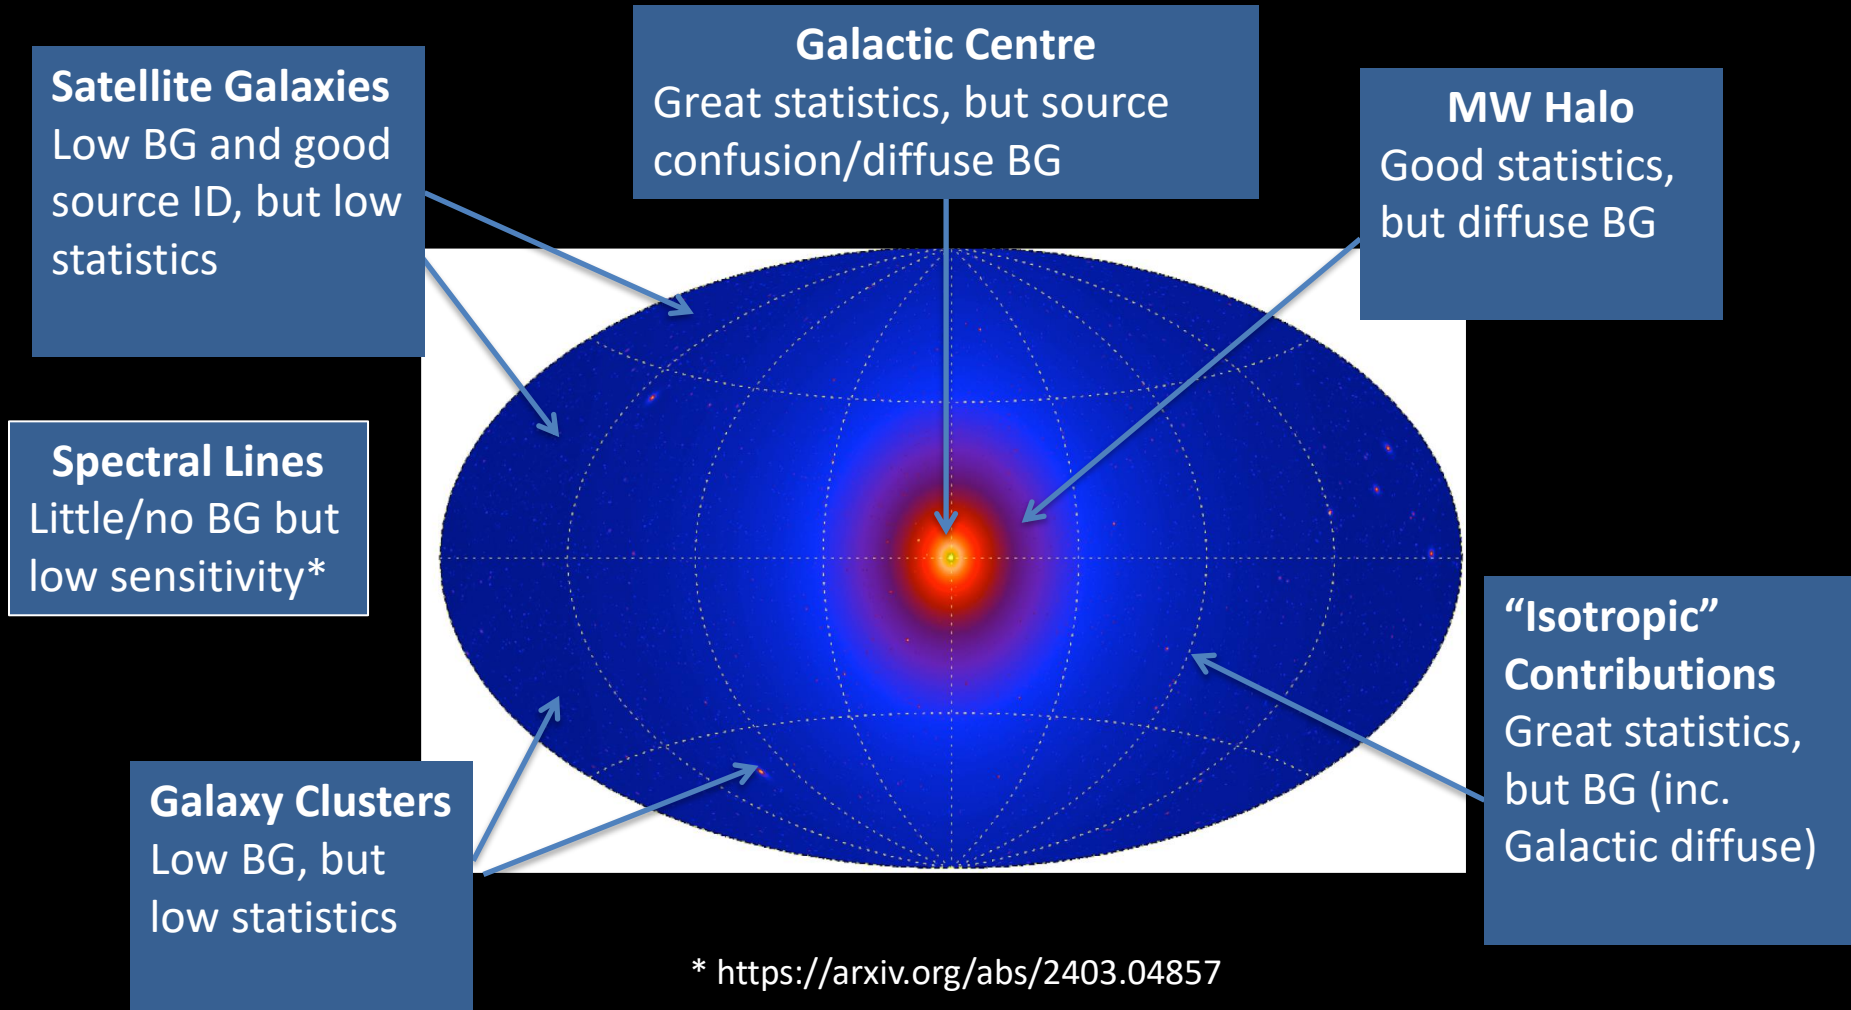 Satellite Galaxies
Low BG and good
source ID, but low
statistics
Galactic Centre
Great statistics, but source
confusion/diffuse BG
MW Halo
Good statistics,
but diffuse BG
Spectral Lines
Little/no BG but
low sensitivity*
“Isotropic”
Contributions
Great statistics,
but BG (inc.
Galactic diffuse)
Galaxy Clusters
Low BG, but
low statistics
* https://arxiv.org/abs/2403.04857